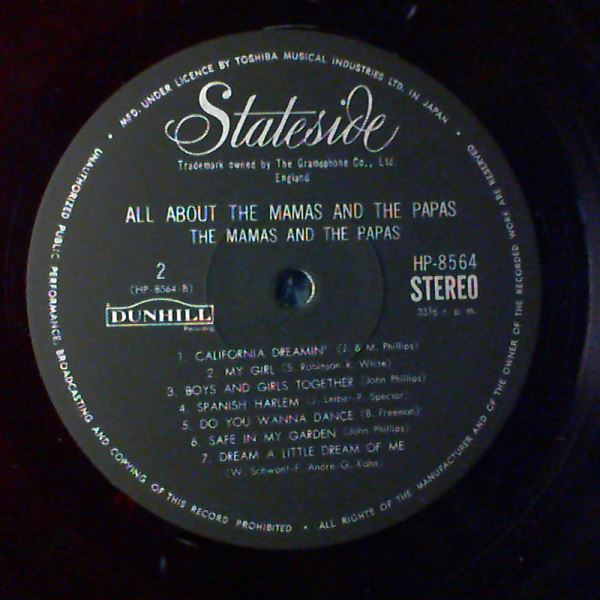 MFD. UNDER LICENCE BY TOSHIBA MUSICAL INDUSTRIES LTD. IN JAPAN
Stateside
Trademark owned by The Gramophone Co., Ltd.
England
ALL ABOUT THE MAMAS AND THE PAPAS
THE MAMAS AND THE PAPAS
2
(HP-8564-B)
DUNHILL
Recording
HP-8564
STEREO
33⅓ r. p. m.
1. CALIFORNIA DREAMIN' (J. & M. Phillips)
2. MY GIRL (S. Robinson-R. White)
3. BOYS AND GIRLS TOGETHER (John Phillips)
4. SPANISH HARLEM (J. Leiber-P. Spector)
5. DO YOU WANNA DANCE (B. Freeman)
6. SAFE IN MY GARDEN (John Phillips)
7. DREAM A LITTLE DREAM OF ME
(W. Schwant-F. Andre-G. Kahn)
UNAUTHORIZED PUBLIC PERFORMANCE, BROADCASTING AND COPYING OF THIS RECORD PROHIBITED
ALL RIGHTS OF THE MANUFACTURER AND OF THE OWNER OF THE RECORDED WORK ARE RESERVED